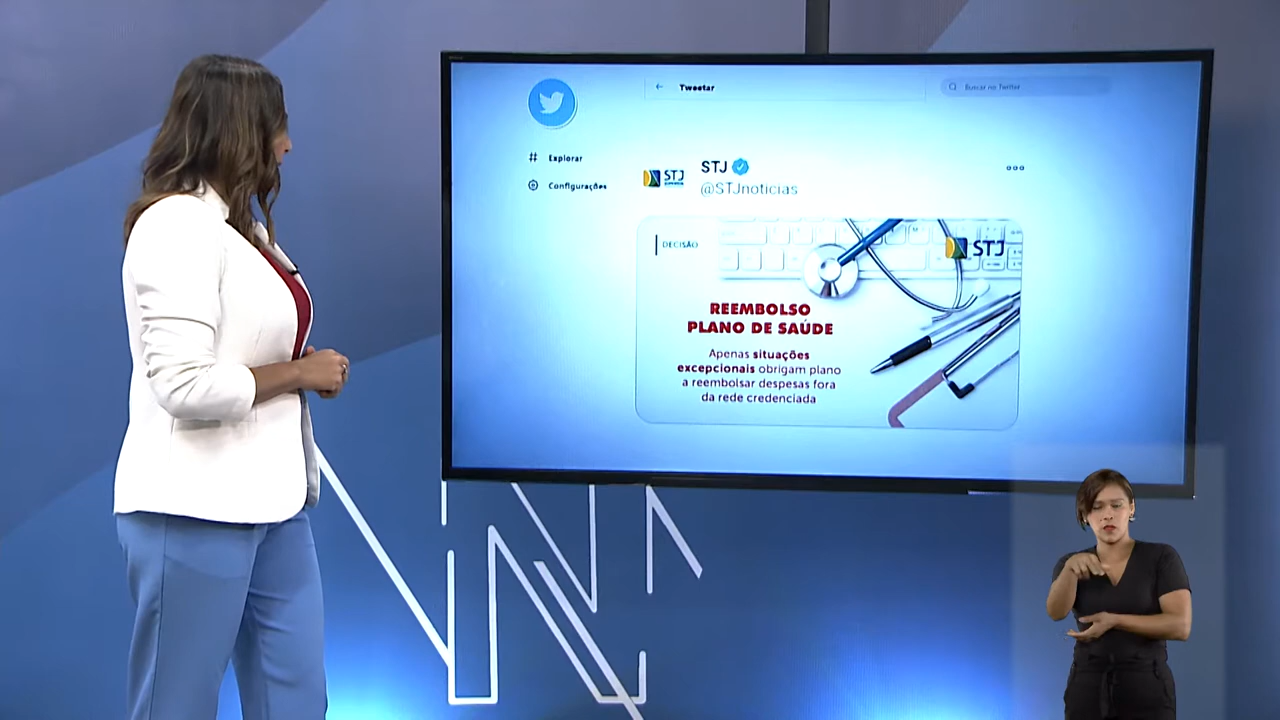 Tweetar
Buscar no Twitter
# Explorar
Configurações
STJ
STJ
@STJnoticias
DECISÃO
STJ
REEMBOLSO
PLANO DE SAÚDE
Apenas situações
excepcionais obrigam plano
a reembolsar despesas fora
da rede credenciada